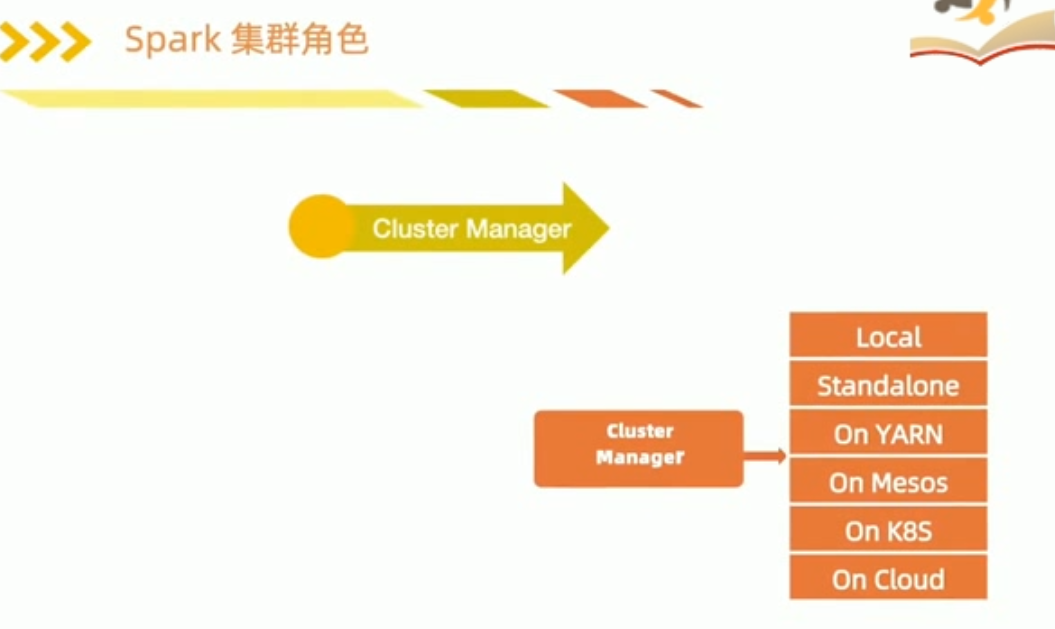 Spark 集群角色
Cluster Manager
Cluster
Manager
Local
Standalone
On YARN
On Mesos
On K8S
On Cloud